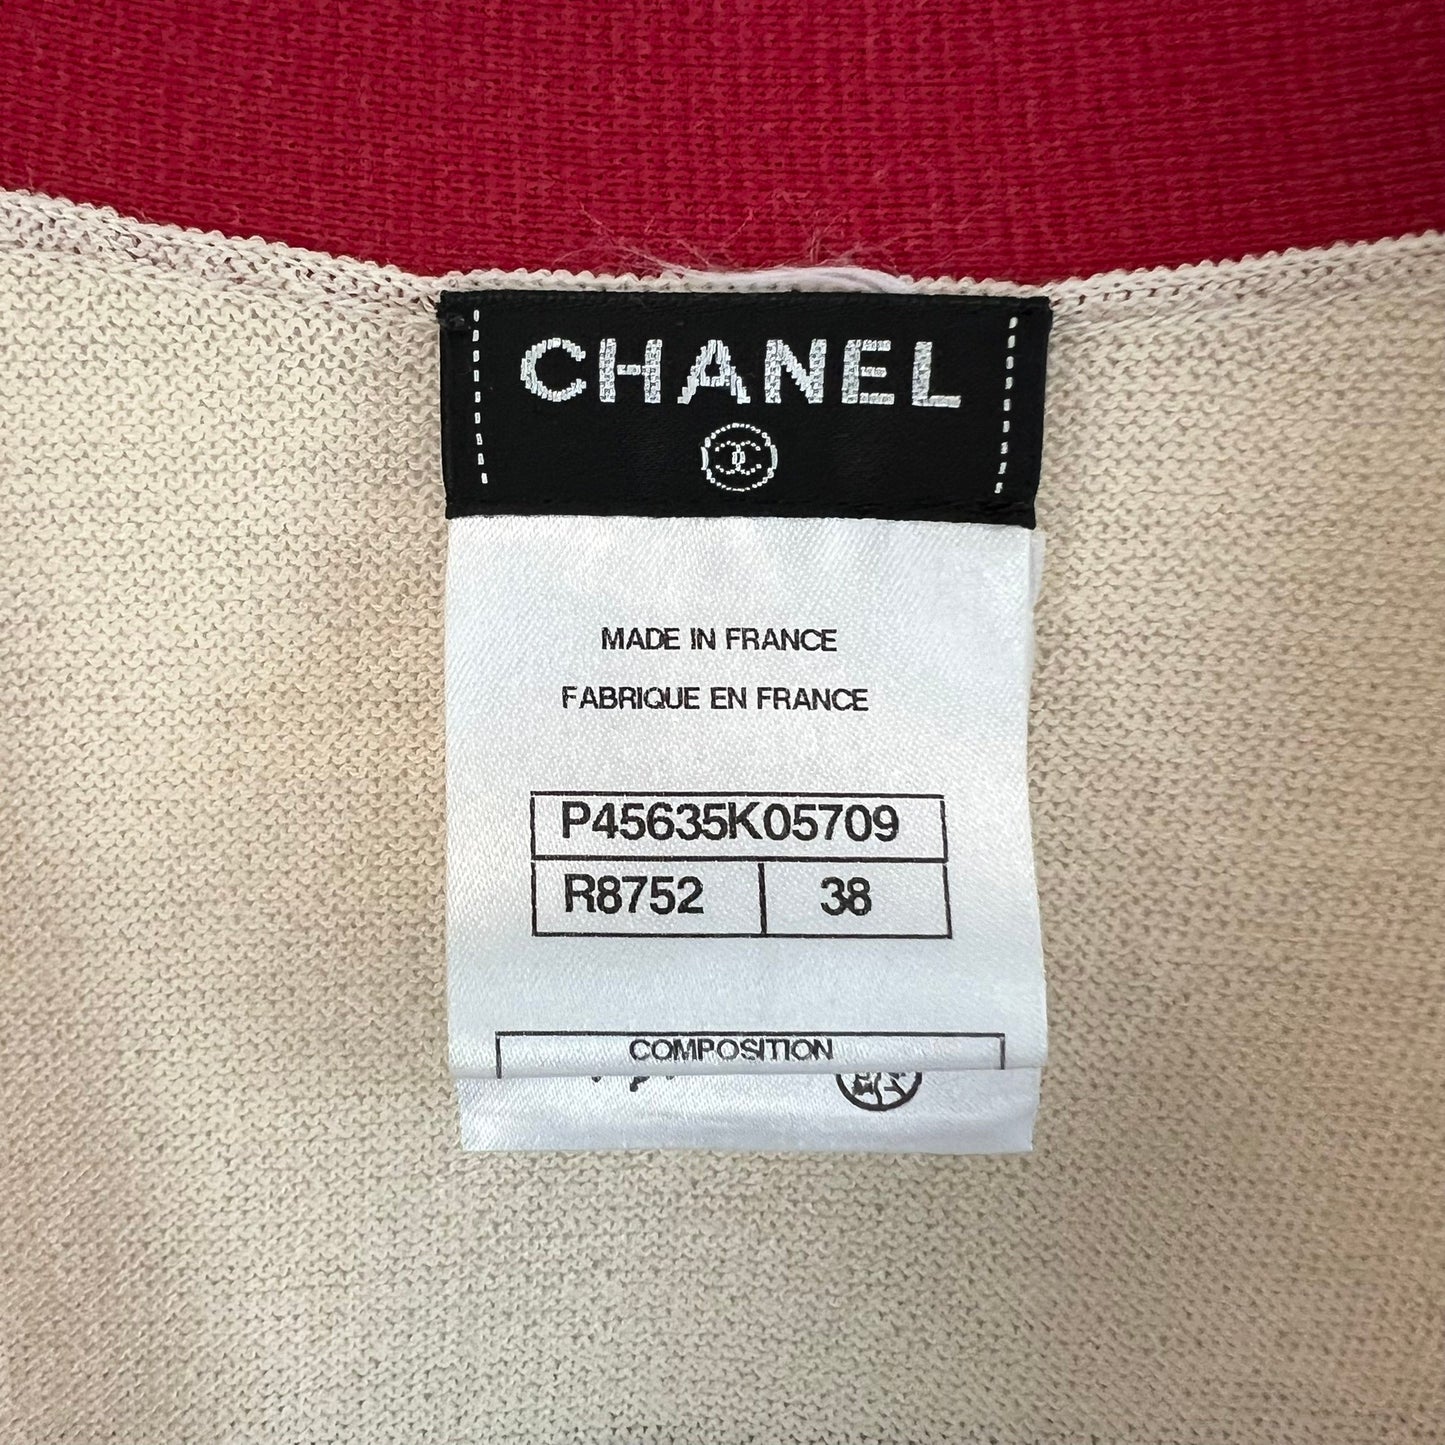 CHANEL
MADE IN FRANCE
FABRIQUE EN FRANCE
P45635K05709
R8752 38
COMPOSITION